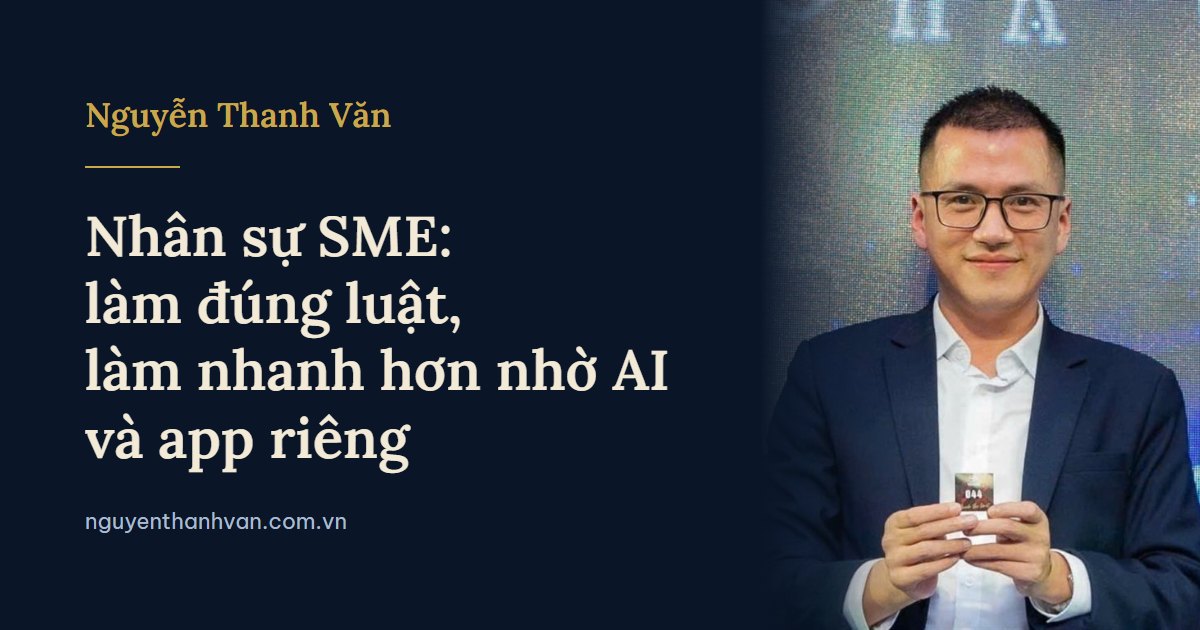 Nguyễn Thanh Văn
Nhân sự SME:
làm đúng luật,
làm nhanh hơn nhờ AI
và app riêng
nguyenthanhvan.com.vn
H A
044